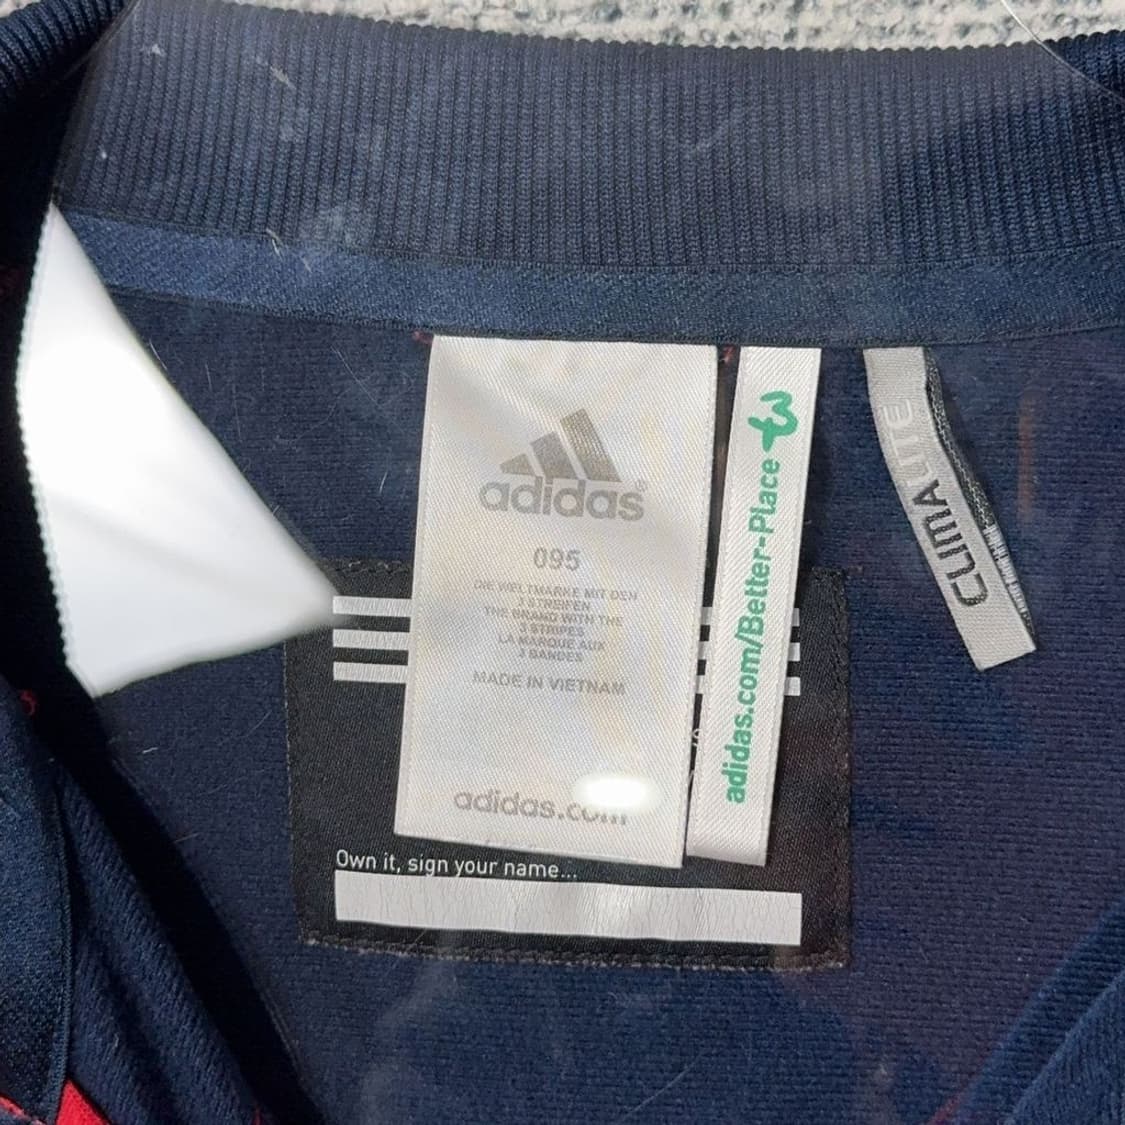 adidas®
095
DIE WELTMARKE MIT DEN
3 STREIFEN
THE BRAND WITH THE
3 STRIPES
LA MARQUE AUX
3 BANDES
MADE IN VIETNAM
adidas.com
adidas.com/Better-Place
CLIMALITE
Own it, sign your name...